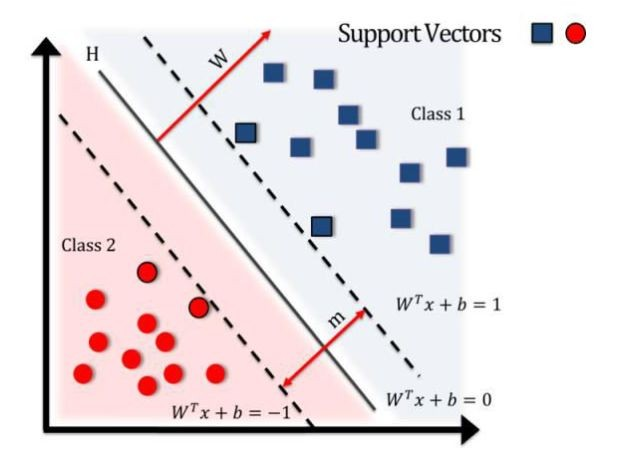 Support Vectors
H
W
Class 1
Class 2
W^T x + b = 1
m
W^T x + b = 0
W^T x + b = −1